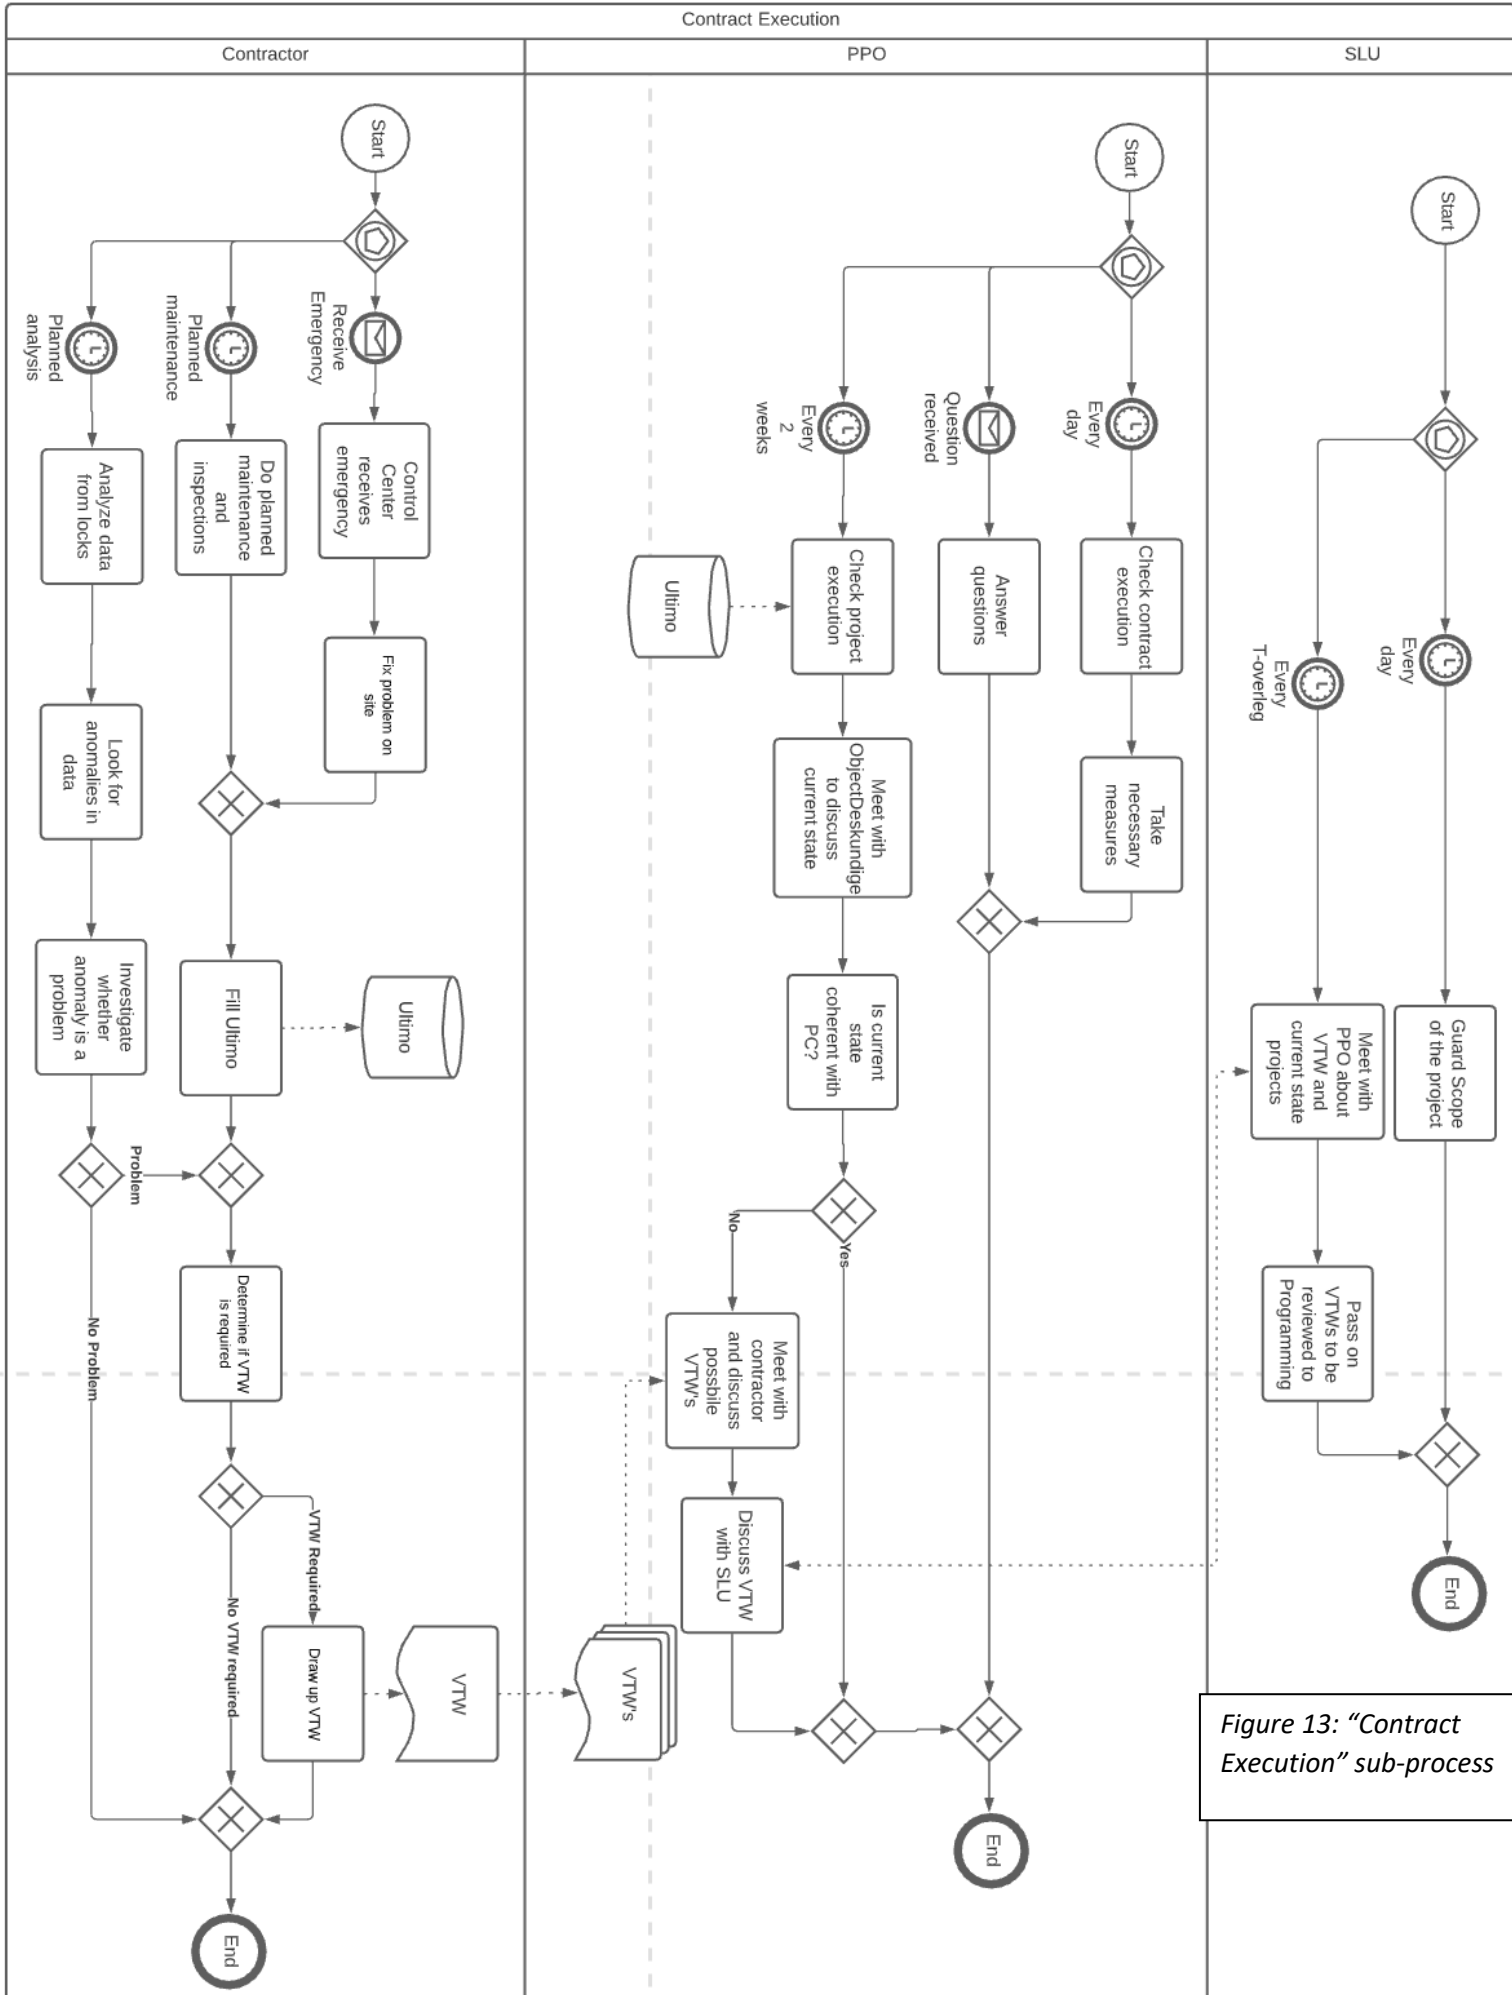 Contract Execution
Contractor
PPO
SLU
Start
Receive
Emergency
Control
Center
receives
emergency
Fix problem on
site
Planned
maintenance
Do planned
maintenance
and
inspections
Planned
analysis
Analyze data
from locks
Look for
anomalies in
data
Investigate
whether
anomaly is a
problem
Problem
No Problem
Fill Ultimo
Ultimo
Determine if VTW
is required
VTW Required
No VTW required
Draw up VTW
VTW
End
Start
Every
day
Check contract
execution
Take
necessary
measures
Question
received
Answer
questions
Every
2
weeks
Check project
execution
Ultimo
Meet with
ObjectDeskundige
to discuss
current state
Is current
state
coherent with
PC?
Yes
No
Meet with
contractor
and discuss
possbile
VTW's
Discuss VTW
with SLU
VTW's
End
Start
Every
day
Guard Scope
of the project
Every
T-overleg
Meet with
PPO about
VTW and
current state
projects
Pass on
VTWs to be
reviewed to
Programming
End
Figure 13: “Contract
Execution” sub-process